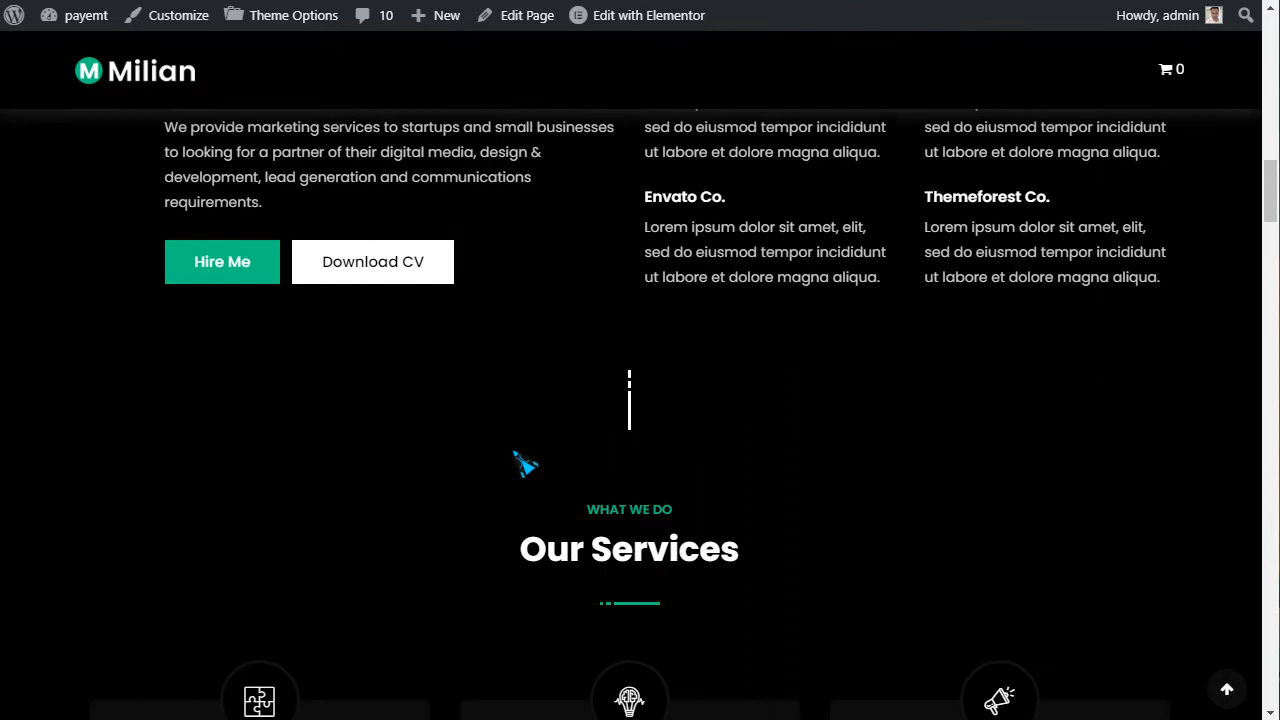 payemt Customize Theme Options 10 New Edit Page Edit with Elementor Howdy, admin
M Milian 0
We provide marketing services to startups and small businesses
to looking for a partner of their digital media, design &
development, lead generation and communications
requirements.
Hire Me Download CV
sed do eiusmod tempor incididunt
ut labore et dolore magna aliqua.
Envato Co.
Lorem ipsum dolor sit amet, elit,
sed do eiusmod tempor incididunt
ut labore et dolore magna aliqua.
sed do eiusmod tempor incididunt
ut labore et dolore magna aliqua.
Themeforest Co.
Lorem ipsum dolor sit amet, elit,
sed do eiusmod tempor incididunt
ut labore et dolore magna aliqua.
WHAT WE DO
Our Services